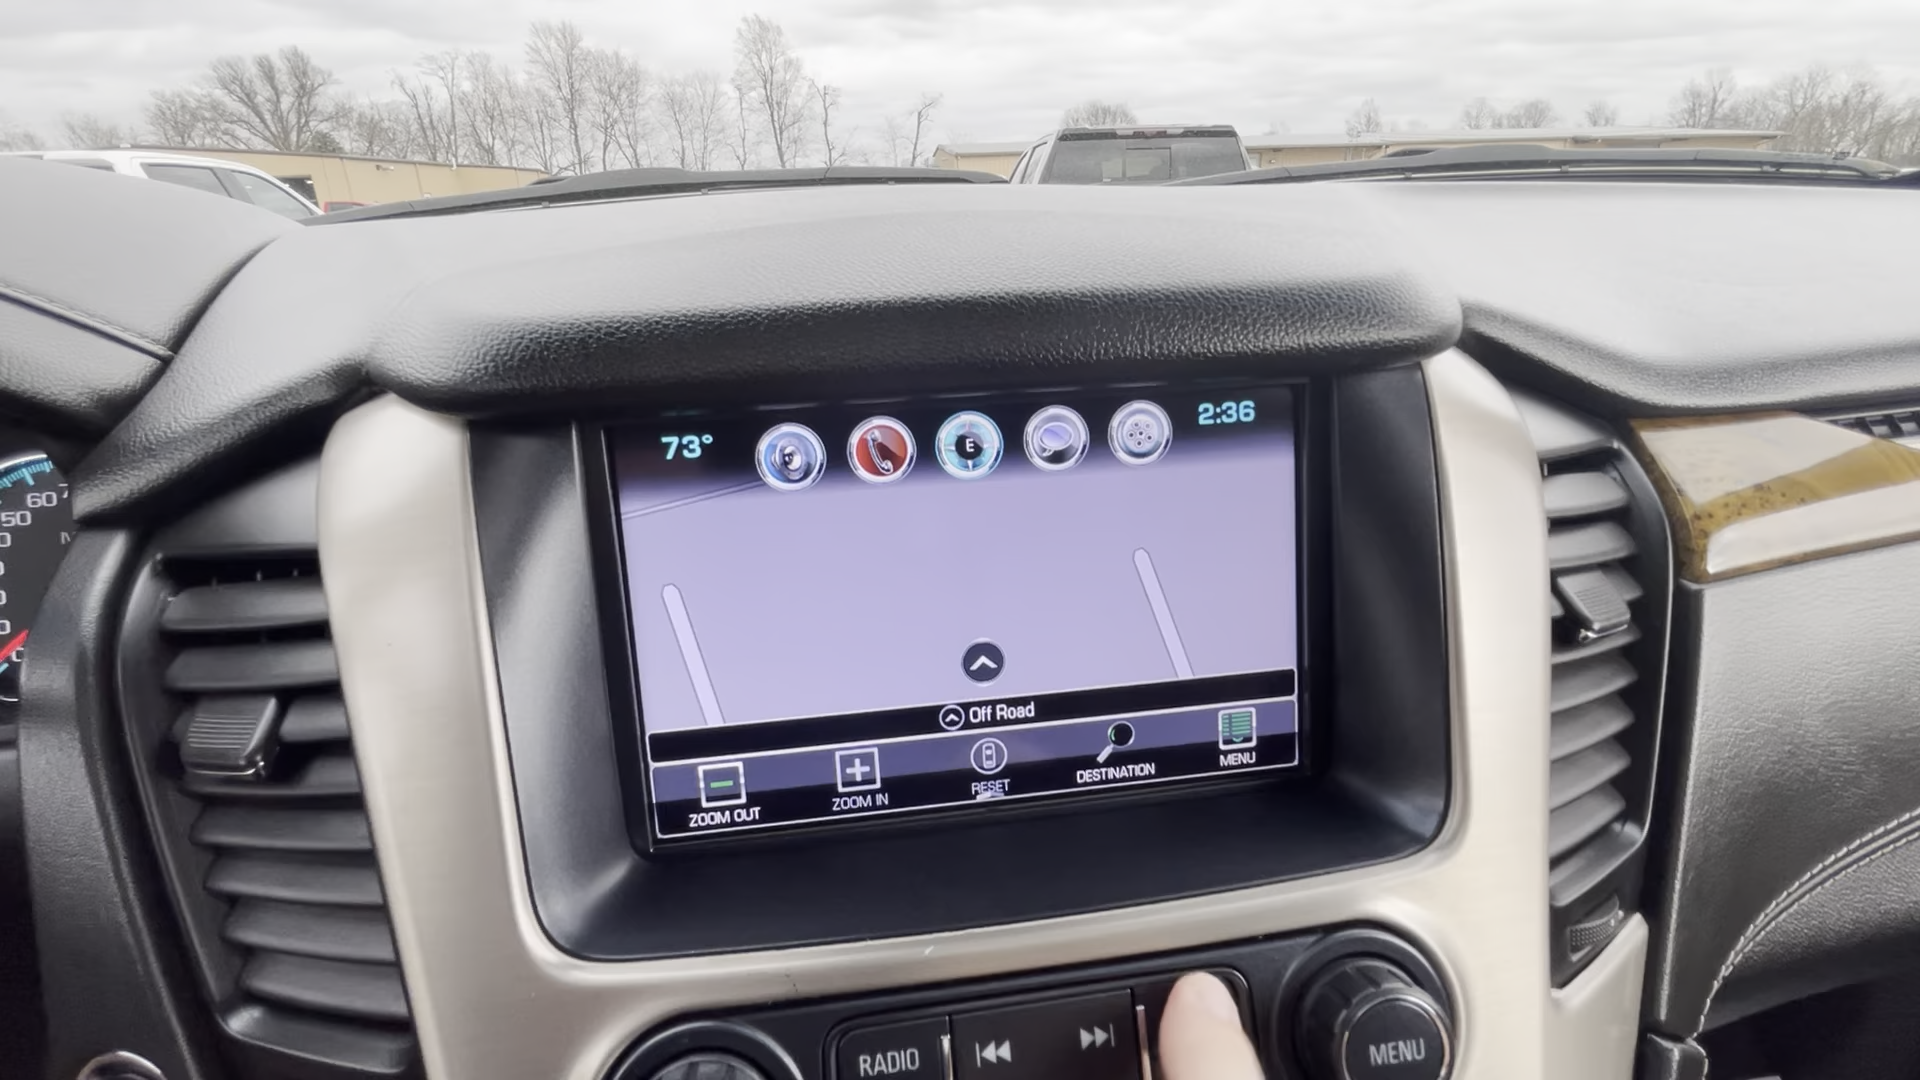 73°
E
2:36
Off Road
ZOOM OUT
ZOOM IN
RESET
DESTINATION
MENU
60
50
RADIO
MENU